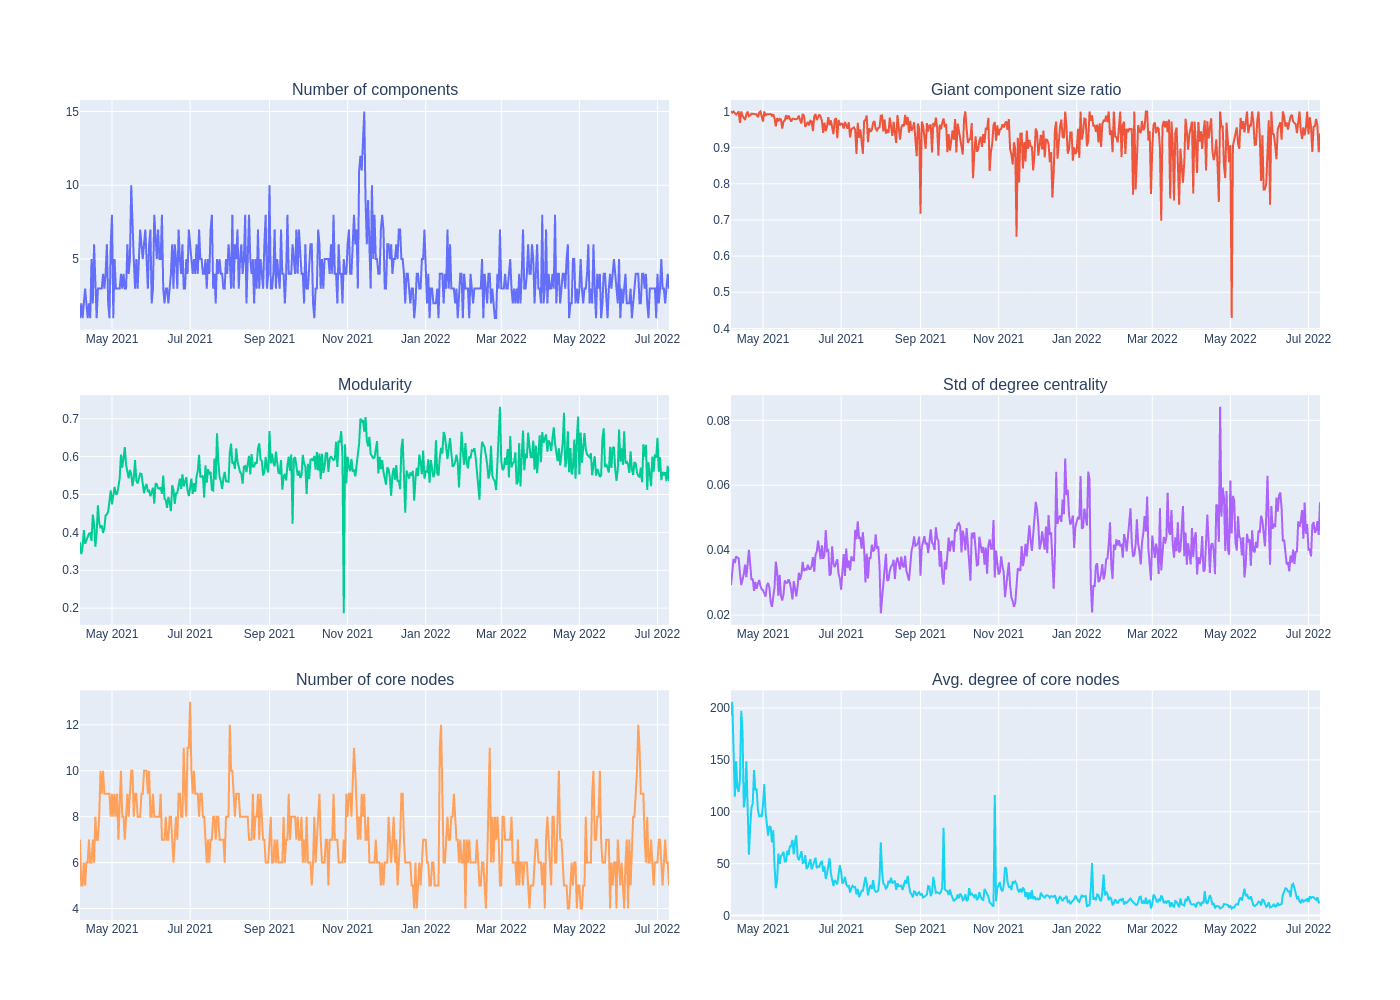 Number of components
15
10
5
May 2021 Jul 2021 Sep 2021 Nov 2021 Jan 2022 Mar 2022 May 2022 Jul 2022
Giant component size ratio
1
0.9
0.8
0.7
0.6
0.5
0.4
May 2021 Jul 2021 Sep 2021 Nov 2021 Jan 2022 Mar 2022 May 2022 Jul 2022
Modularity
0.7
0.6
0.5
0.4
0.3
0.2
May 2021 Jul 2021 Sep 2021 Nov 2021 Jan 2022 Mar 2022 May 2022 Jul 2022
Std of degree centrality
0.08
0.06
0.04
0.02
May 2021 Jul 2021 Sep 2021 Nov 2021 Jan 2022 Mar 2022 May 2022 Jul 2022
Number of core nodes
12
10
8
6
4
May 2021 Jul 2021 Sep 2021 Nov 2021 Jan 2022 Mar 2022 May 2022 Jul 2022
Avg. degree of core nodes
200
150
100
50
0
May 2021 Jul 2021 Sep 2021 Nov 2021 Jan 2022 Mar 2022 May 2022 Jul 2022